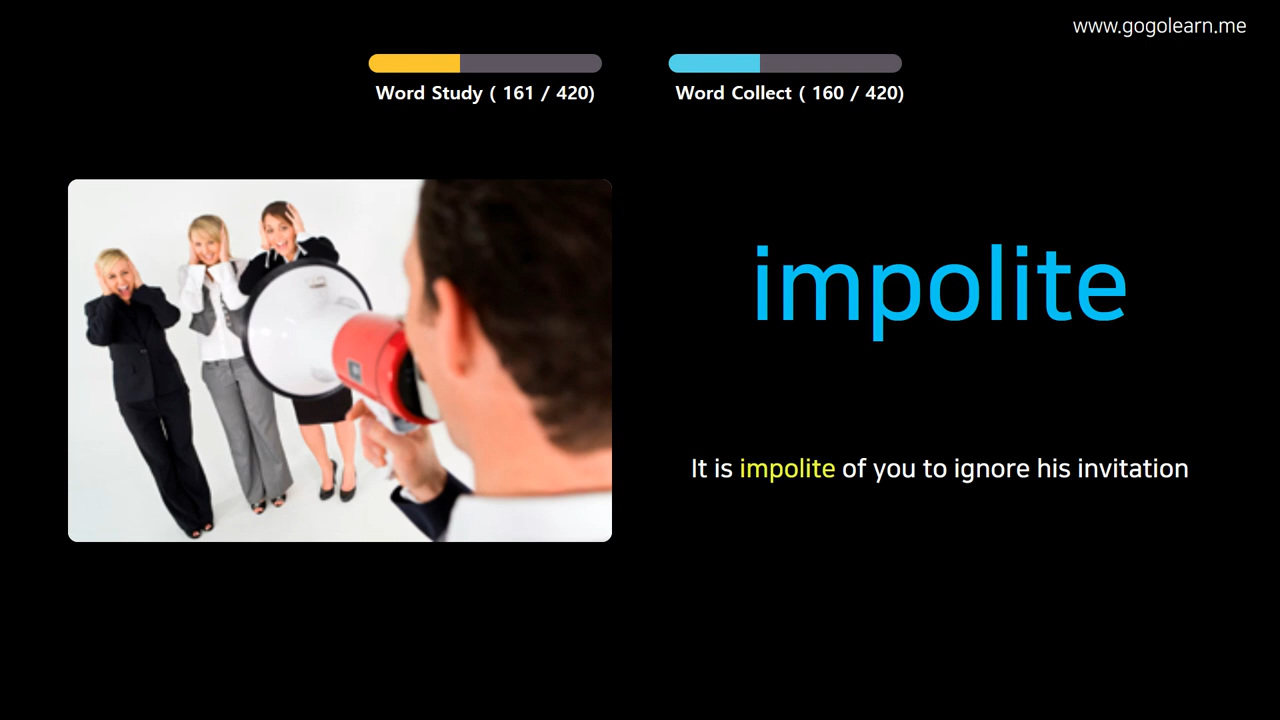 www.gogolearn.me
Word Study ( 161 / 420)
Word Collect ( 160 / 420)
impolite
It is impolite of you to ignore his invitation